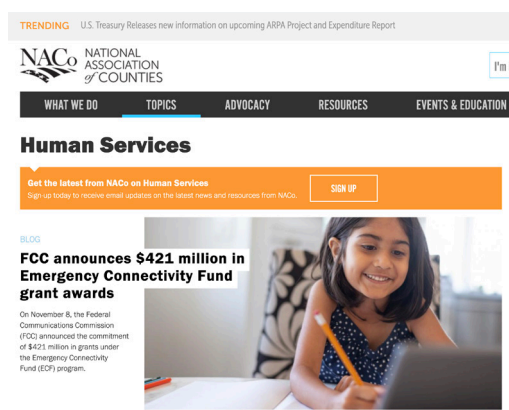 TRENDING U.S. Treasury Releases new information on upcoming ARPA Project and Expenditure Report
NACo NATIONAL
ASSOCIATION
of COUNTIES
I'm
WHAT WE DO TOPICS ADVOCACY RESOURCES EVENTS & EDUCATION
Human Services
Get the latest from NACo on Human Services
Sign up today to receive email updates on the latest news and resources from NACo.
SIGN UP
BLOG
FCC announces $421 million in
Emergency Connectivity Fund
grant awards
On November 8, the Federal
Communications Commission
(FCC) announced the commitment
of $421 million in grants under
the Emergency Connectivity
Fund (ECF) program.